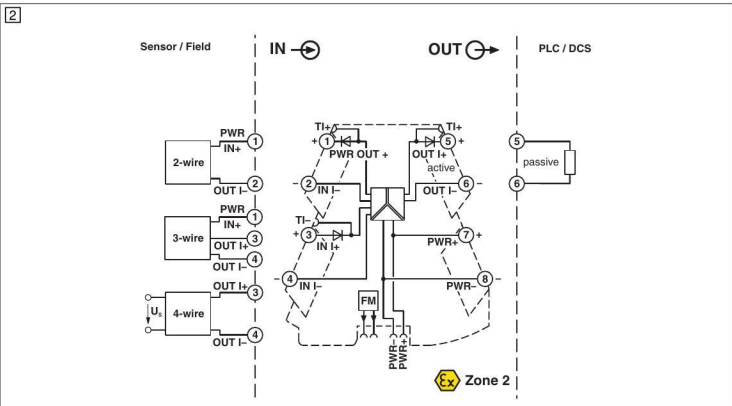 2
Sensor / Field
IN
OUT
PLC / DCS
2-wire
PWR
IN+
1
OUT I–
2
3-wire
PWR
IN+
1
OUT I+
3
OUT I–
4
Us
4-wire
OUT I+
3
OUT I–
4
TI+
+ 1
PWR OUT +
– 2
IN I–
TI–
+ 3
IN I+
– 4
IN I–
TI+
5 +
OUT I+
active
6 –
OUT I–
7 +
PWR+
8 –
PWR–
FM
PWR–
PWR+
5
passive
6
Ex Zone 2